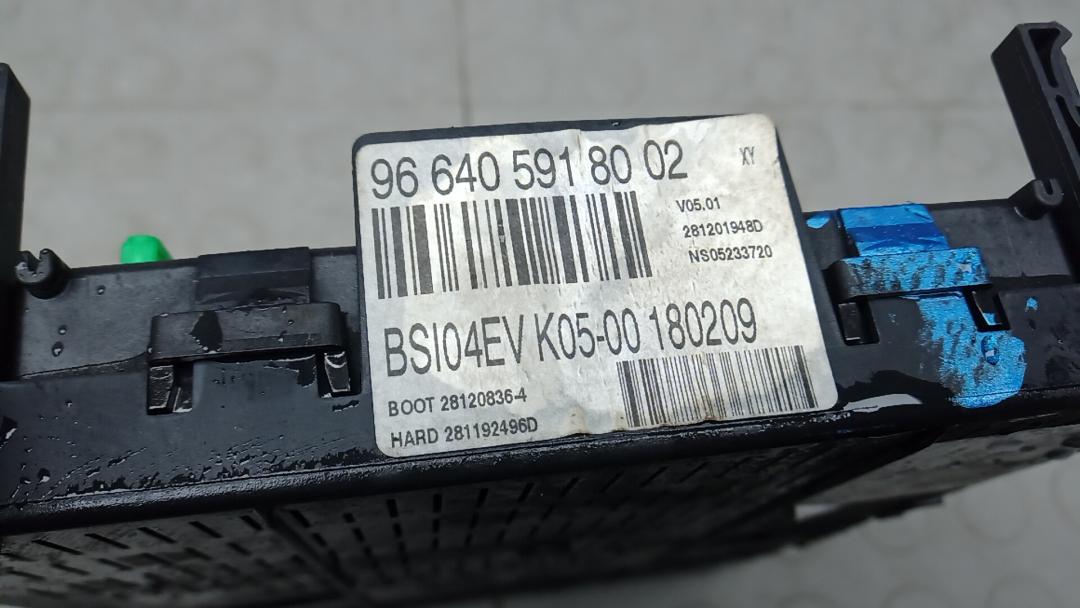 96 640 591 80 02
XY
V05.01
281201948D
NS05233720
BSI04EV K05-00 180209
BOOT 28120836-4
HARD 281192496D